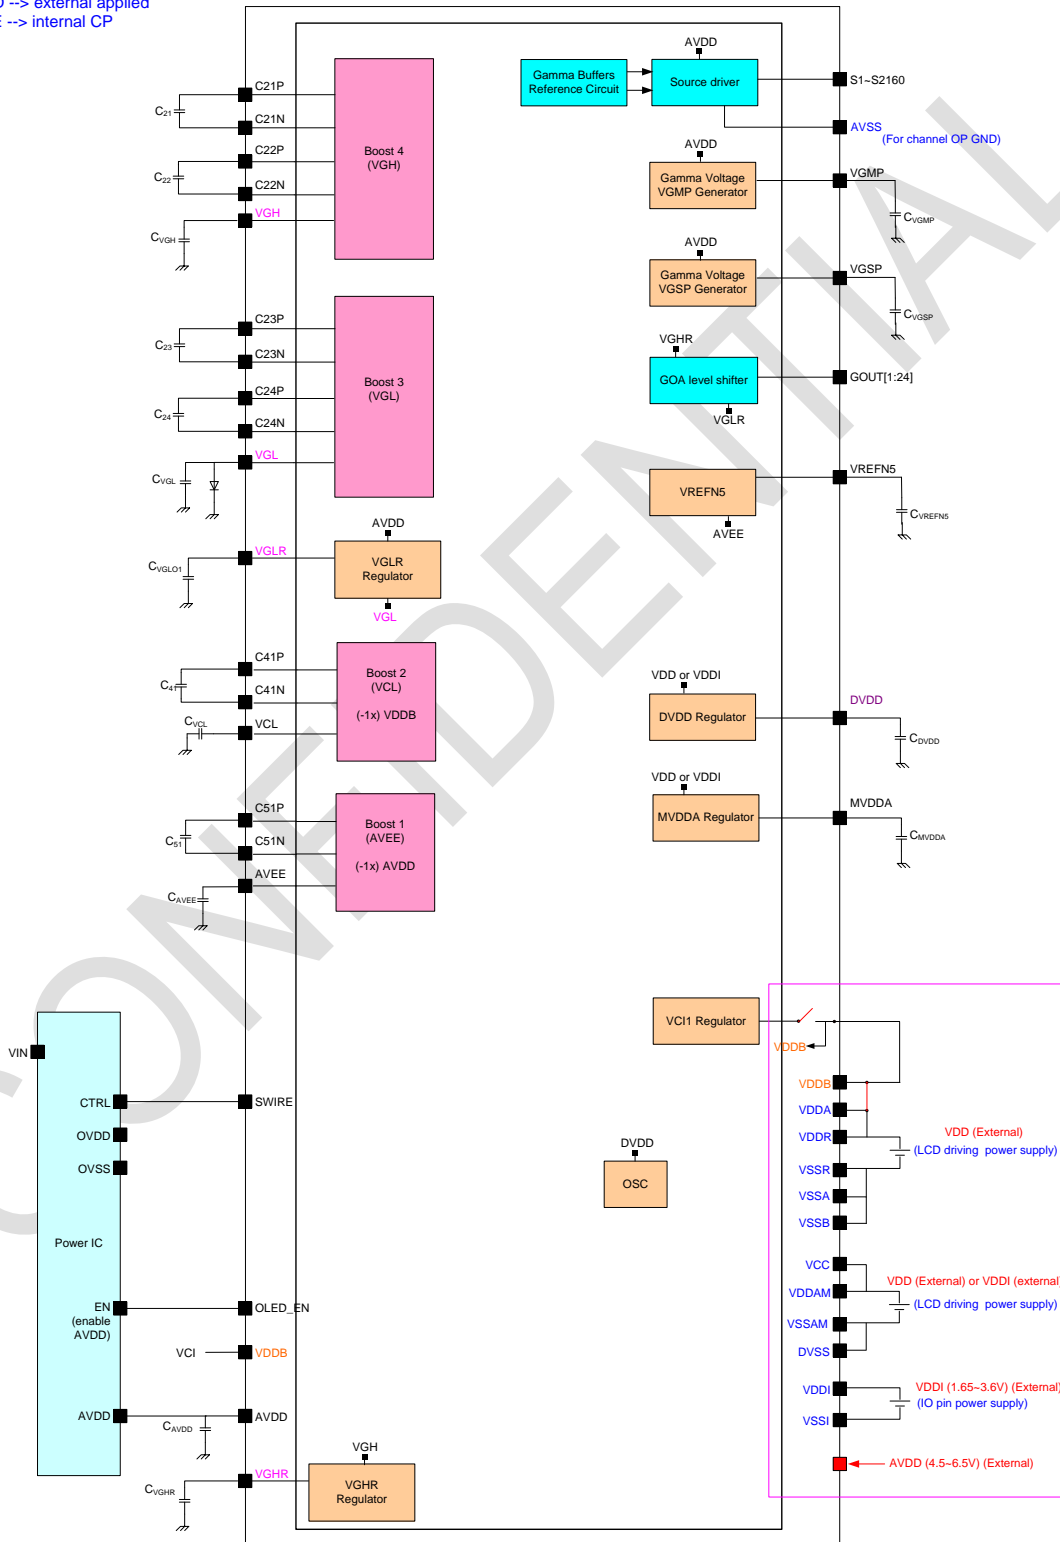 --> external applied
--> internal CP
C21P
C21
C21N
C22P
C22
C22N
VGH
CVGH
Boost 4
(VGH)
C23P
C23
C23N
C24P
C24
C24N
VGL
CVGL
Boost 3
(VGL)
AVDD
VGLR
CVGLO1
VGLR
Regulator
VGL
C41P
C41
C41N
CVCL
VCL
Boost 2
(VCL)
(-1x) VDDB
C51P
C51
C51N
AVEE
CAVEE
Boost 1
(AVEE)
(-1x) AVDD
VIN
CTRL
SWIRE
OVDD
OVSS
Power IC
EN
(enable
AVDD)
OLED_EN
VCI
VDDB
AVDD
CAVDD
AVDD
VGH
VGHR
CVGHR
VGHR
Regulator
AVDD
Gamma Buffers
Reference Circuit
Source driver
S1~S2160
AVSS
(For channel OP GND)
AVDD
Gamma Voltage
VGMP Generator
VGMP
CVGMP
AVDD
Gamma Voltage
VGSP Generator
VGSP
CVGSP
VGHR
GOA level shifter
GOUT[1:24]
VGLR
VREFN5
VREFN5
CVREFN5
AVEE
VDD or VDDI
DVDD Regulator
DVDD
CDVDD
VDD or VDDI
MVDDA Regulator
MVDDA
CMVDDA
VCI1 Regulator
VDDB
VDDB
VDDA
VDDR
VDD (External)
(LCD driving power supply)
VSSR
VSSA
VSSB
DVDD
OSC
VCC
VDDAM
VDD (External) or VDDI (external
(LCD driving power supply)
VSSAM
DVSS
VDDI
VDDI (1.65~3.6V) (External)
(IO pin power supply)
VSSI
AVDD (4.5~6.5V) (External)
CONFIDENTIAL